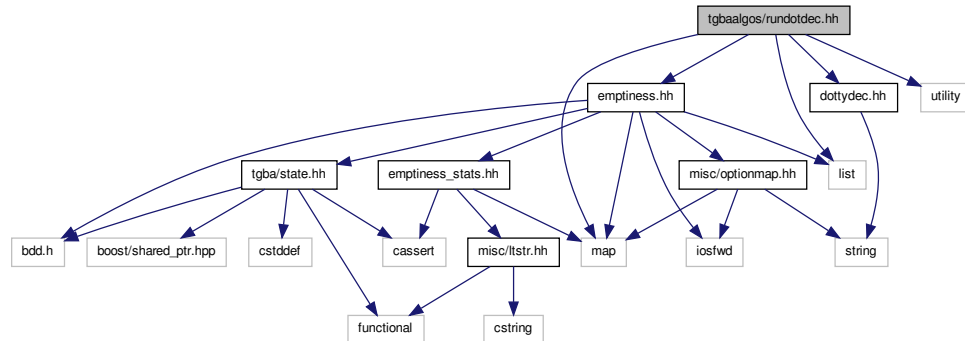 tgbaalgos/rundotdec.hh
emptiness.hh
dottydec.hh
utility
tgba/state.hh
emptiness_stats.hh
misc/optionmap.hh
list
bdd.h
boost/shared_ptr.hpp
cstddef
cassert
misc/ltstr.hh
map
iosfwd
string
functional
cstring